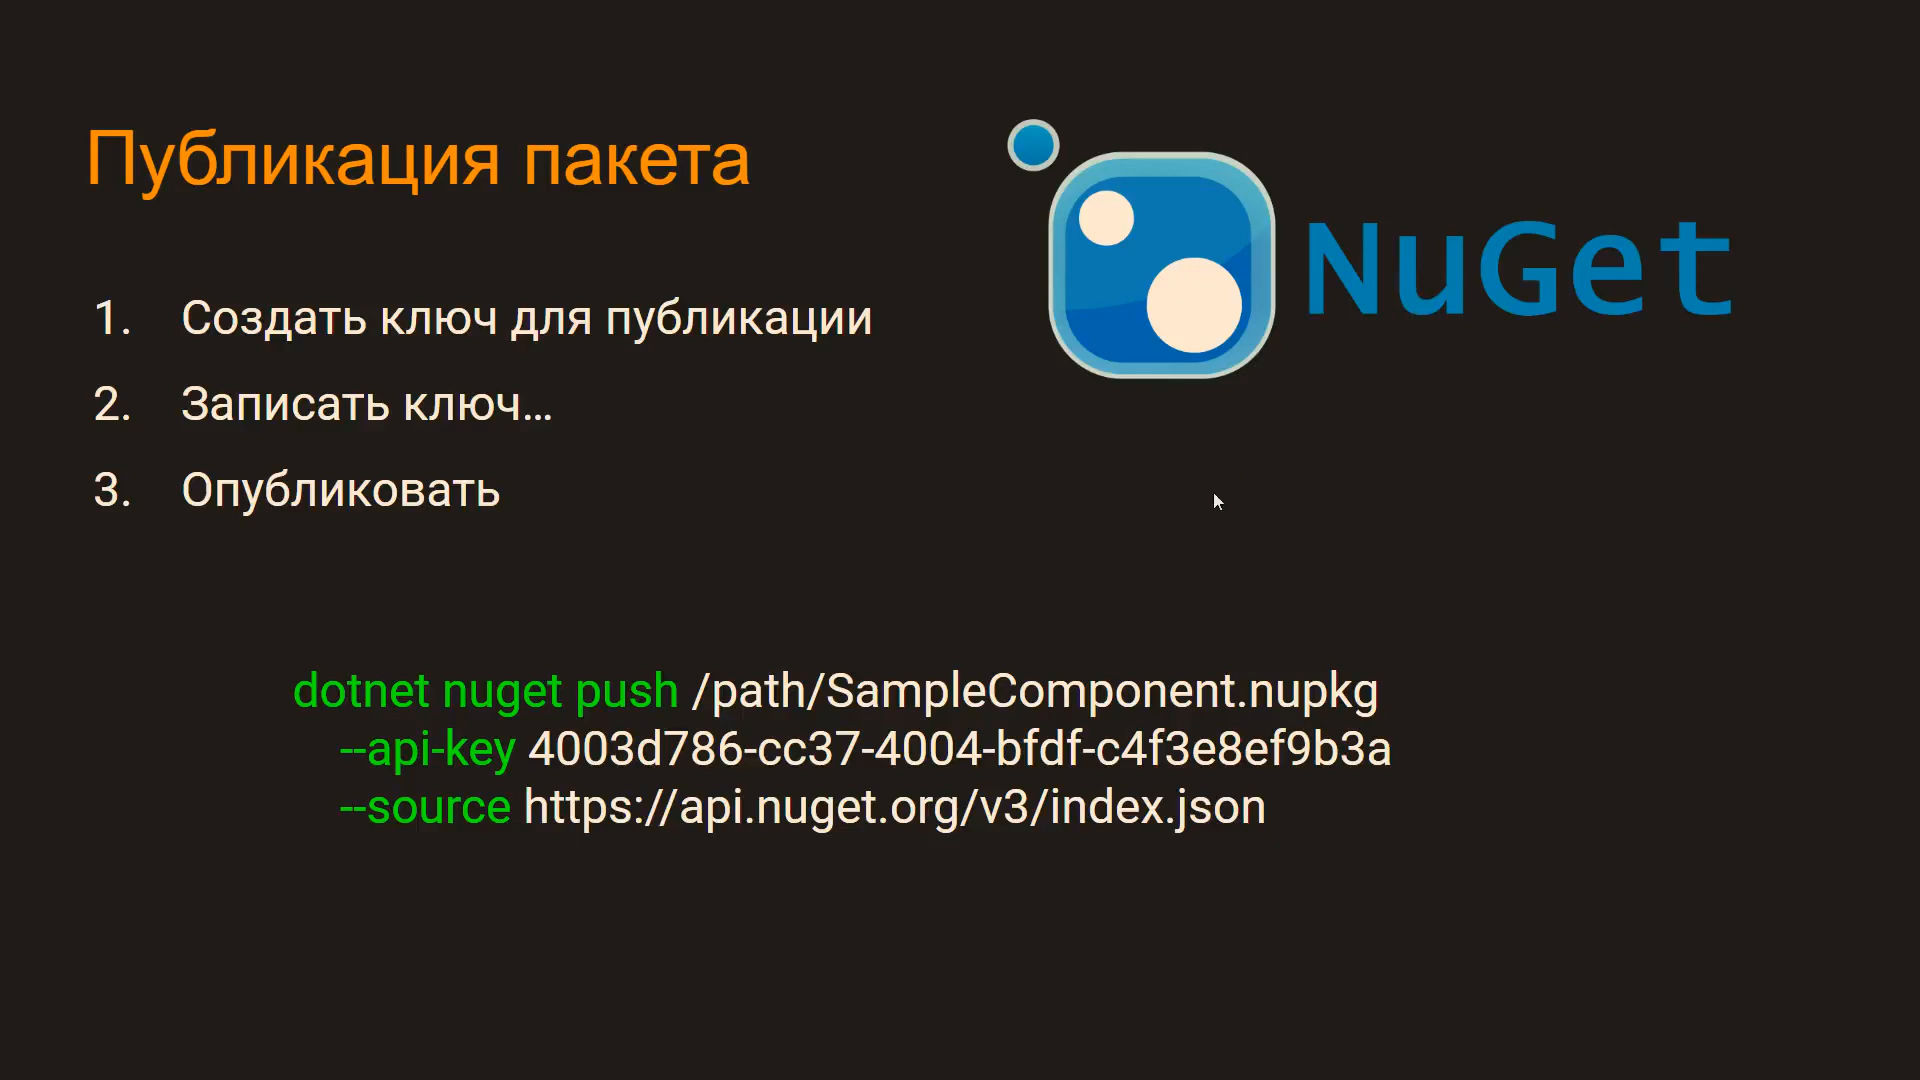 Публикация пакета
NuGet
1. Создать ключ для публикации
2. Записать ключ…
3. Опубликовать
dotnet nuget push /path/SampleComponent.nupkg
--api-key 4003d786-cc37-4004-bfdf-c4f3e8ef9b3a
--source https://api.nuget.org/v3/index.json